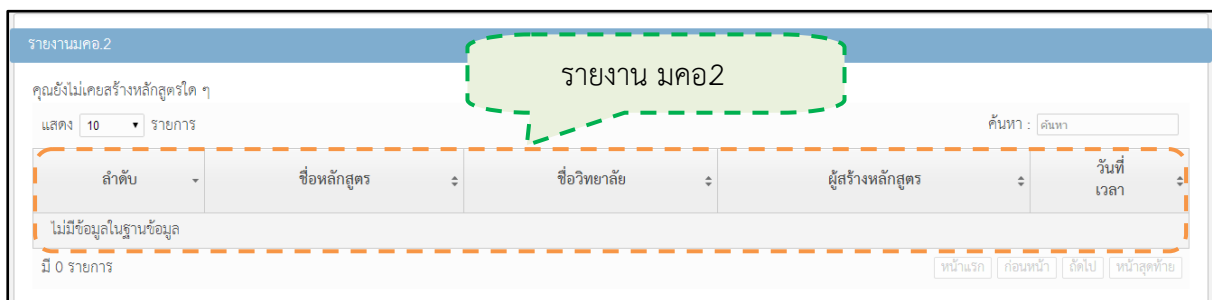 รายงานมคอ.2
รายงาน มคอ2
คุณยังไม่เคยสร้างหลักสูตรใด ๆ
แสดง 10 รายการ
ค้นหา : ค้นหา
ลำดับ ชื่อหลักสูตร ชื่อวิทยาลัย ผู้สร้างหลักสูตร วันที่
เวลา
ไม่มีข้อมูลในฐานข้อมูล
มี 0 รายการ
หน้าแรก ก่อนหน้า ถัดไป หน้าสุดท้าย